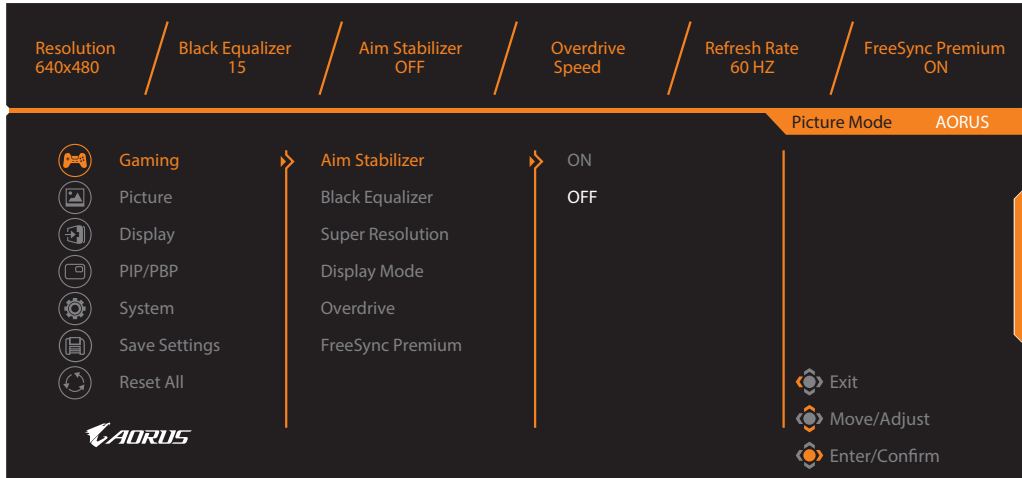 Resolution
640x480
Black Equalizer
15
Aim Stabilizer
OFF
Overdrive
Speed
Refresh Rate
60 HZ
FreeSync Premium
ON
Picture Mode AORUS
Gaming Aim Stabilizer ON
Picture Black Equalizer OFF
Display Super Resolution
PIP/PBP Display Mode
System Overdrive
Save Settings FreeSync Premium
Reset All
Exit
Move/Adjust
Enter/Confirm
AORUS